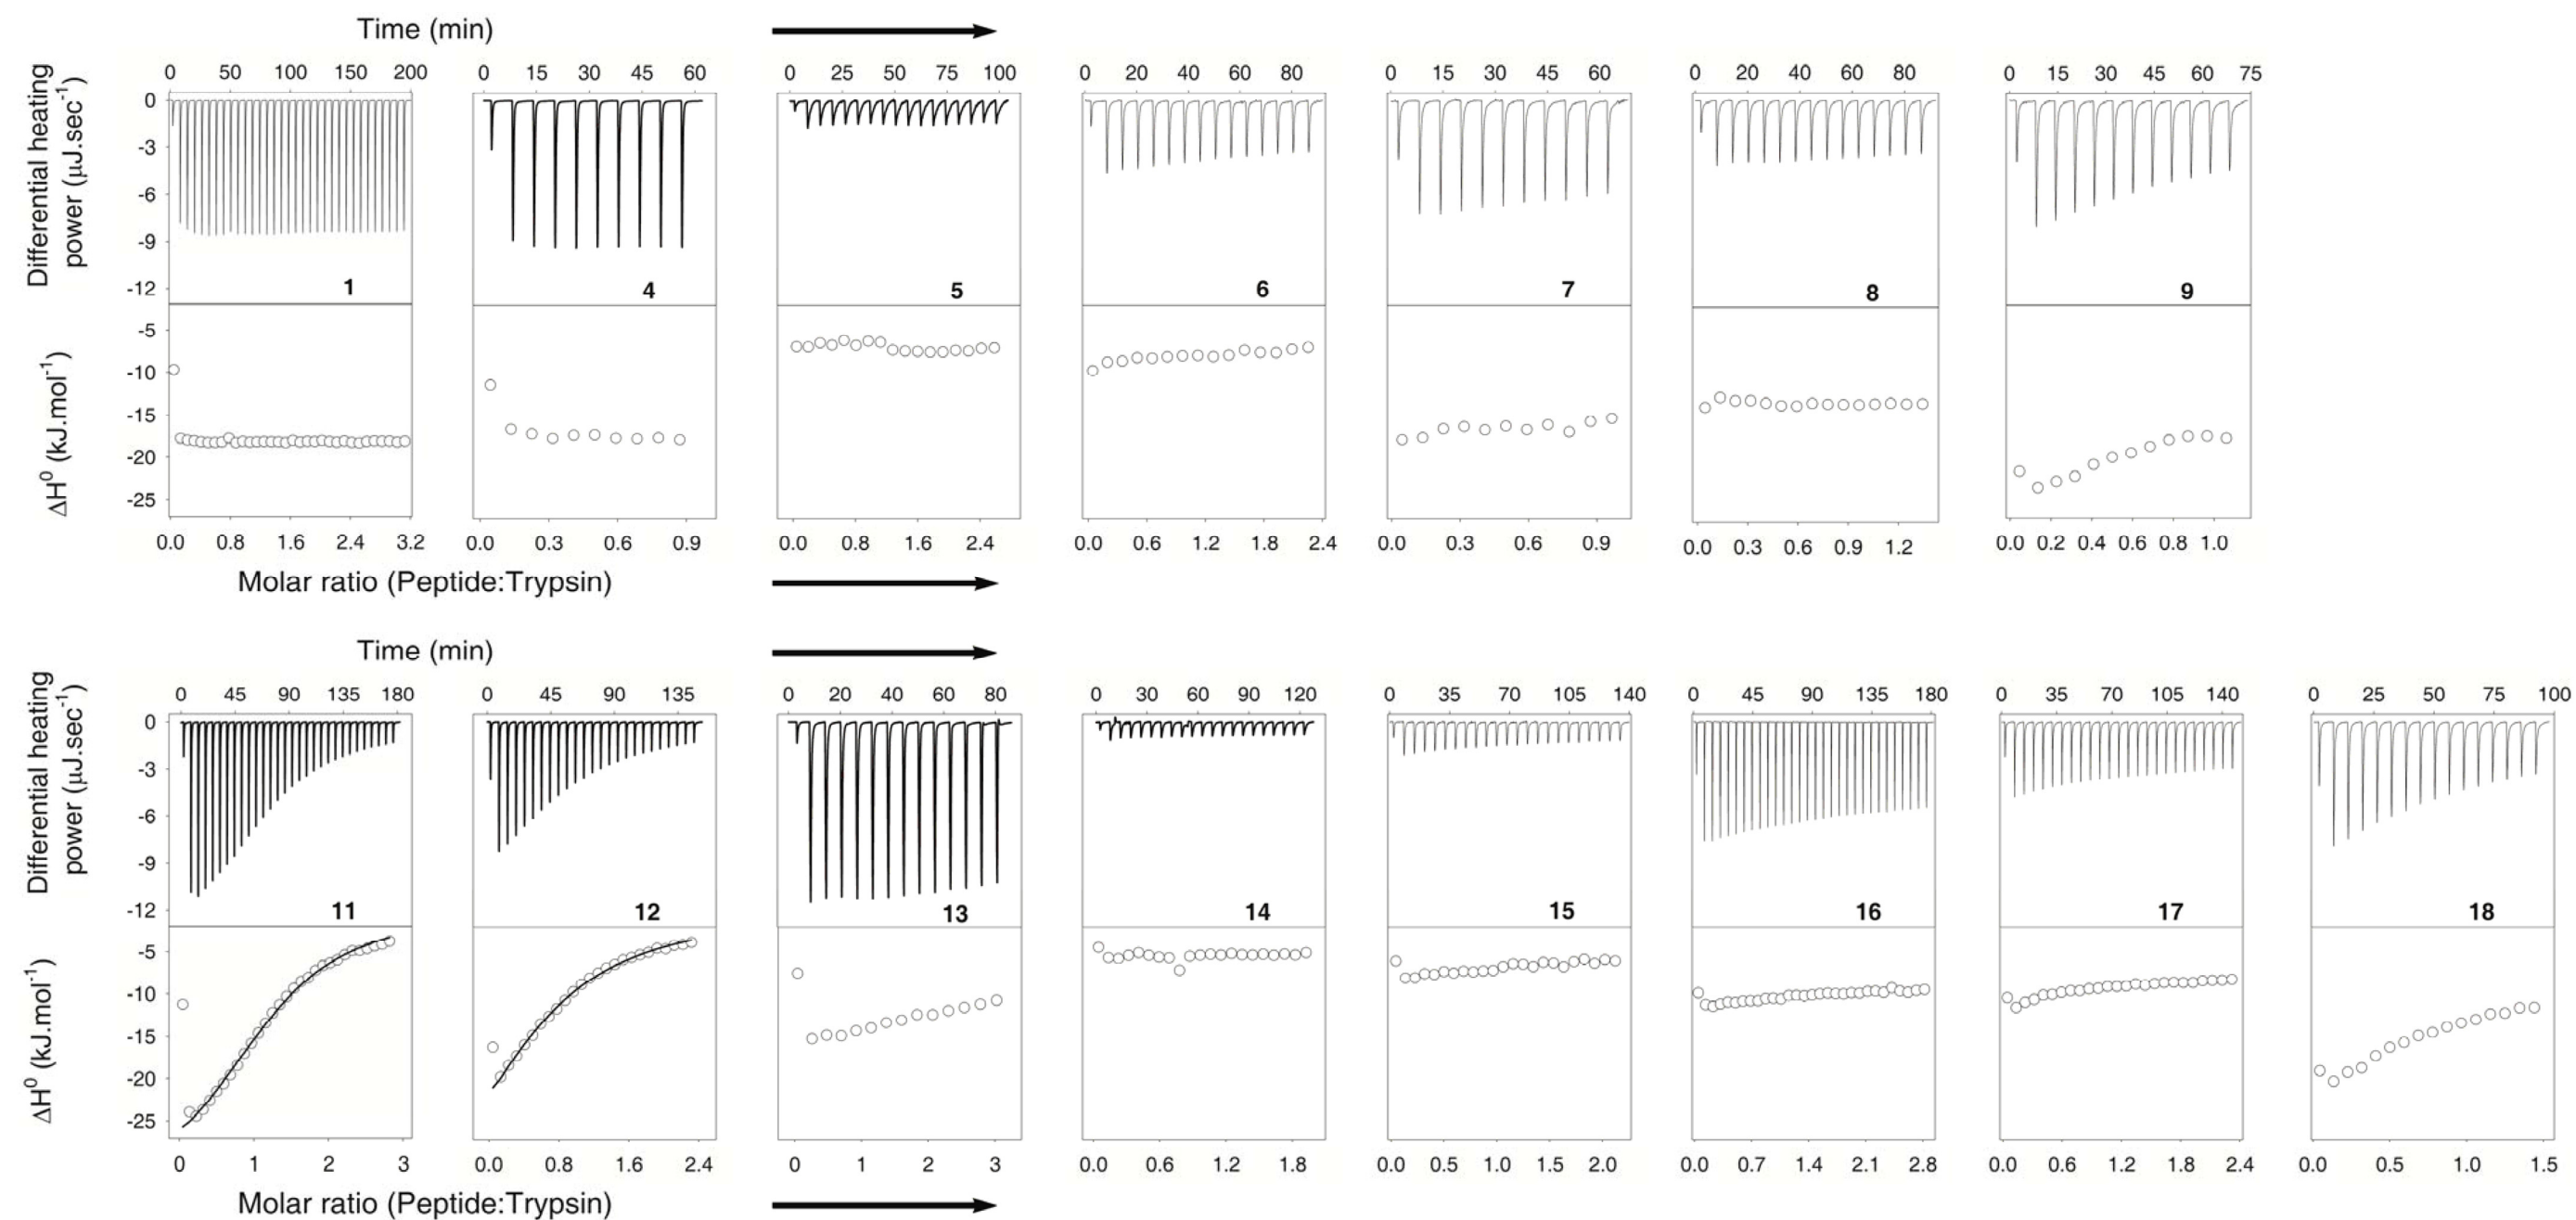 Time (min)
0 50 100 150 200
0 15 30 45 60
0 25 50 75 100
0 20 40 60 80
0 15 30 45 60
0 20 40 60 80
0 15 30 45 60 75
Differential heating
power (μJ.sec⁻¹)
0
-3
-6
-9
-12
1
4
5
6
7
8
9
ΔH⁰ (kJ.mol⁻¹)
-5
-10
-15
-20
-25
0.0 0.8 1.6 2.4 3.2
0.0 0.3 0.6 0.9
0.0 0.8 1.6 2.4
0.0 0.6 1.2 1.8 2.4
0.0 0.3 0.6 0.9
0.0 0.3 0.6 0.9 1.2
0.0 0.2 0.4 0.6 0.8 1.0
Molar ratio (Peptide:Trypsin)
Time (min)
0 45 90 135 180
0 45 90 135
0 20 40 60 80
0 30 60 90 120
0 35 70 105 140
0 45 90 135 180
0 35 70 105 140
0 25 50 75 100
Differential heating
power (μJ.sec⁻¹)
0
-3
-6
-9
-12
11
12
13
14
15
16
17
18
ΔH⁰ (kJ.mol⁻¹)
-5
-10
-15
-20
-25
0 1 2 3
0.0 0.8 1.6 2.4
0 1 2 3
0.0 0.6 1.2 1.8
0.0 0.5 1.0 1.5 2.0
0.0 0.7 1.4 2.1 2.8
0.0 0.6 1.2 1.8 2.4
0.0 0.5 1.0 1.5
Molar ratio (Peptide:Trypsin)